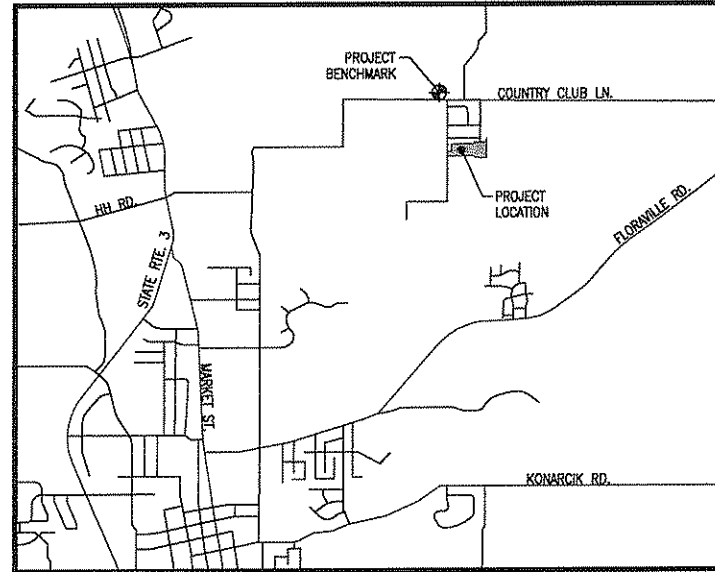 PROJECT
BENCHMARK
COUNTRY CLUB LN.
PROJECT
LOCATION
FLORAVILLE RD.
HH RD.
STATE RTE. 3
MARKET ST.
KONARCIK RD.